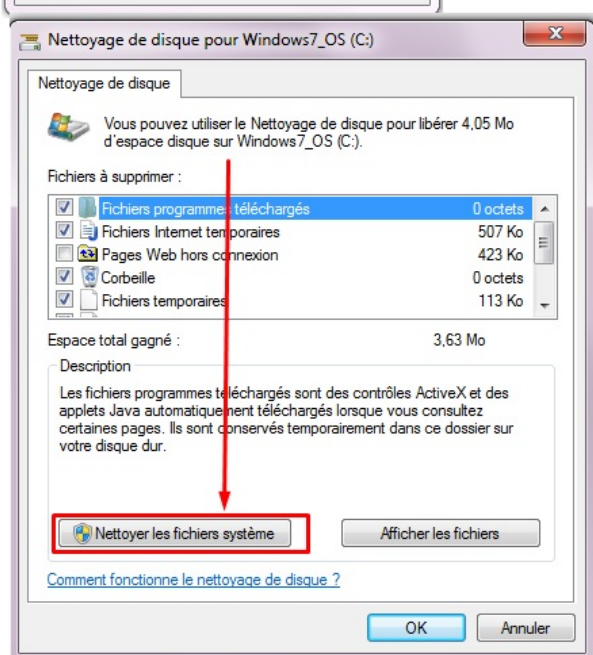 Nettoyage de disque pour Windows7_OS (C:)
Nettoyage de disque
Vous pouvez utiliser le Nettoyage de disque pour libérer 4,05 Mo
d'espace disque sur Windows7_OS (C:).
Fichiers à supprimer :
Fichiers programmes téléchargés 0 octets
Fichiers Internet temporaires 507 Ko
Pages Web hors connexion 423 Ko
Corbeille 0 octets
Fichiers temporaires 113 Ko
Espace total gagné : 3,63 Mo
Description
Les fichiers programmes téléchargés sont des contrôles ActiveX et des
applets Java automatiquement téléchargés lorsque vous consultez
certaines pages. Ils sont conservés temporairement dans ce dossier sur
votre disque dur.
Nettoyer les fichiers système Afficher les fichiers
Comment fonctionne le nettoyage de disque ?
OK Annuler